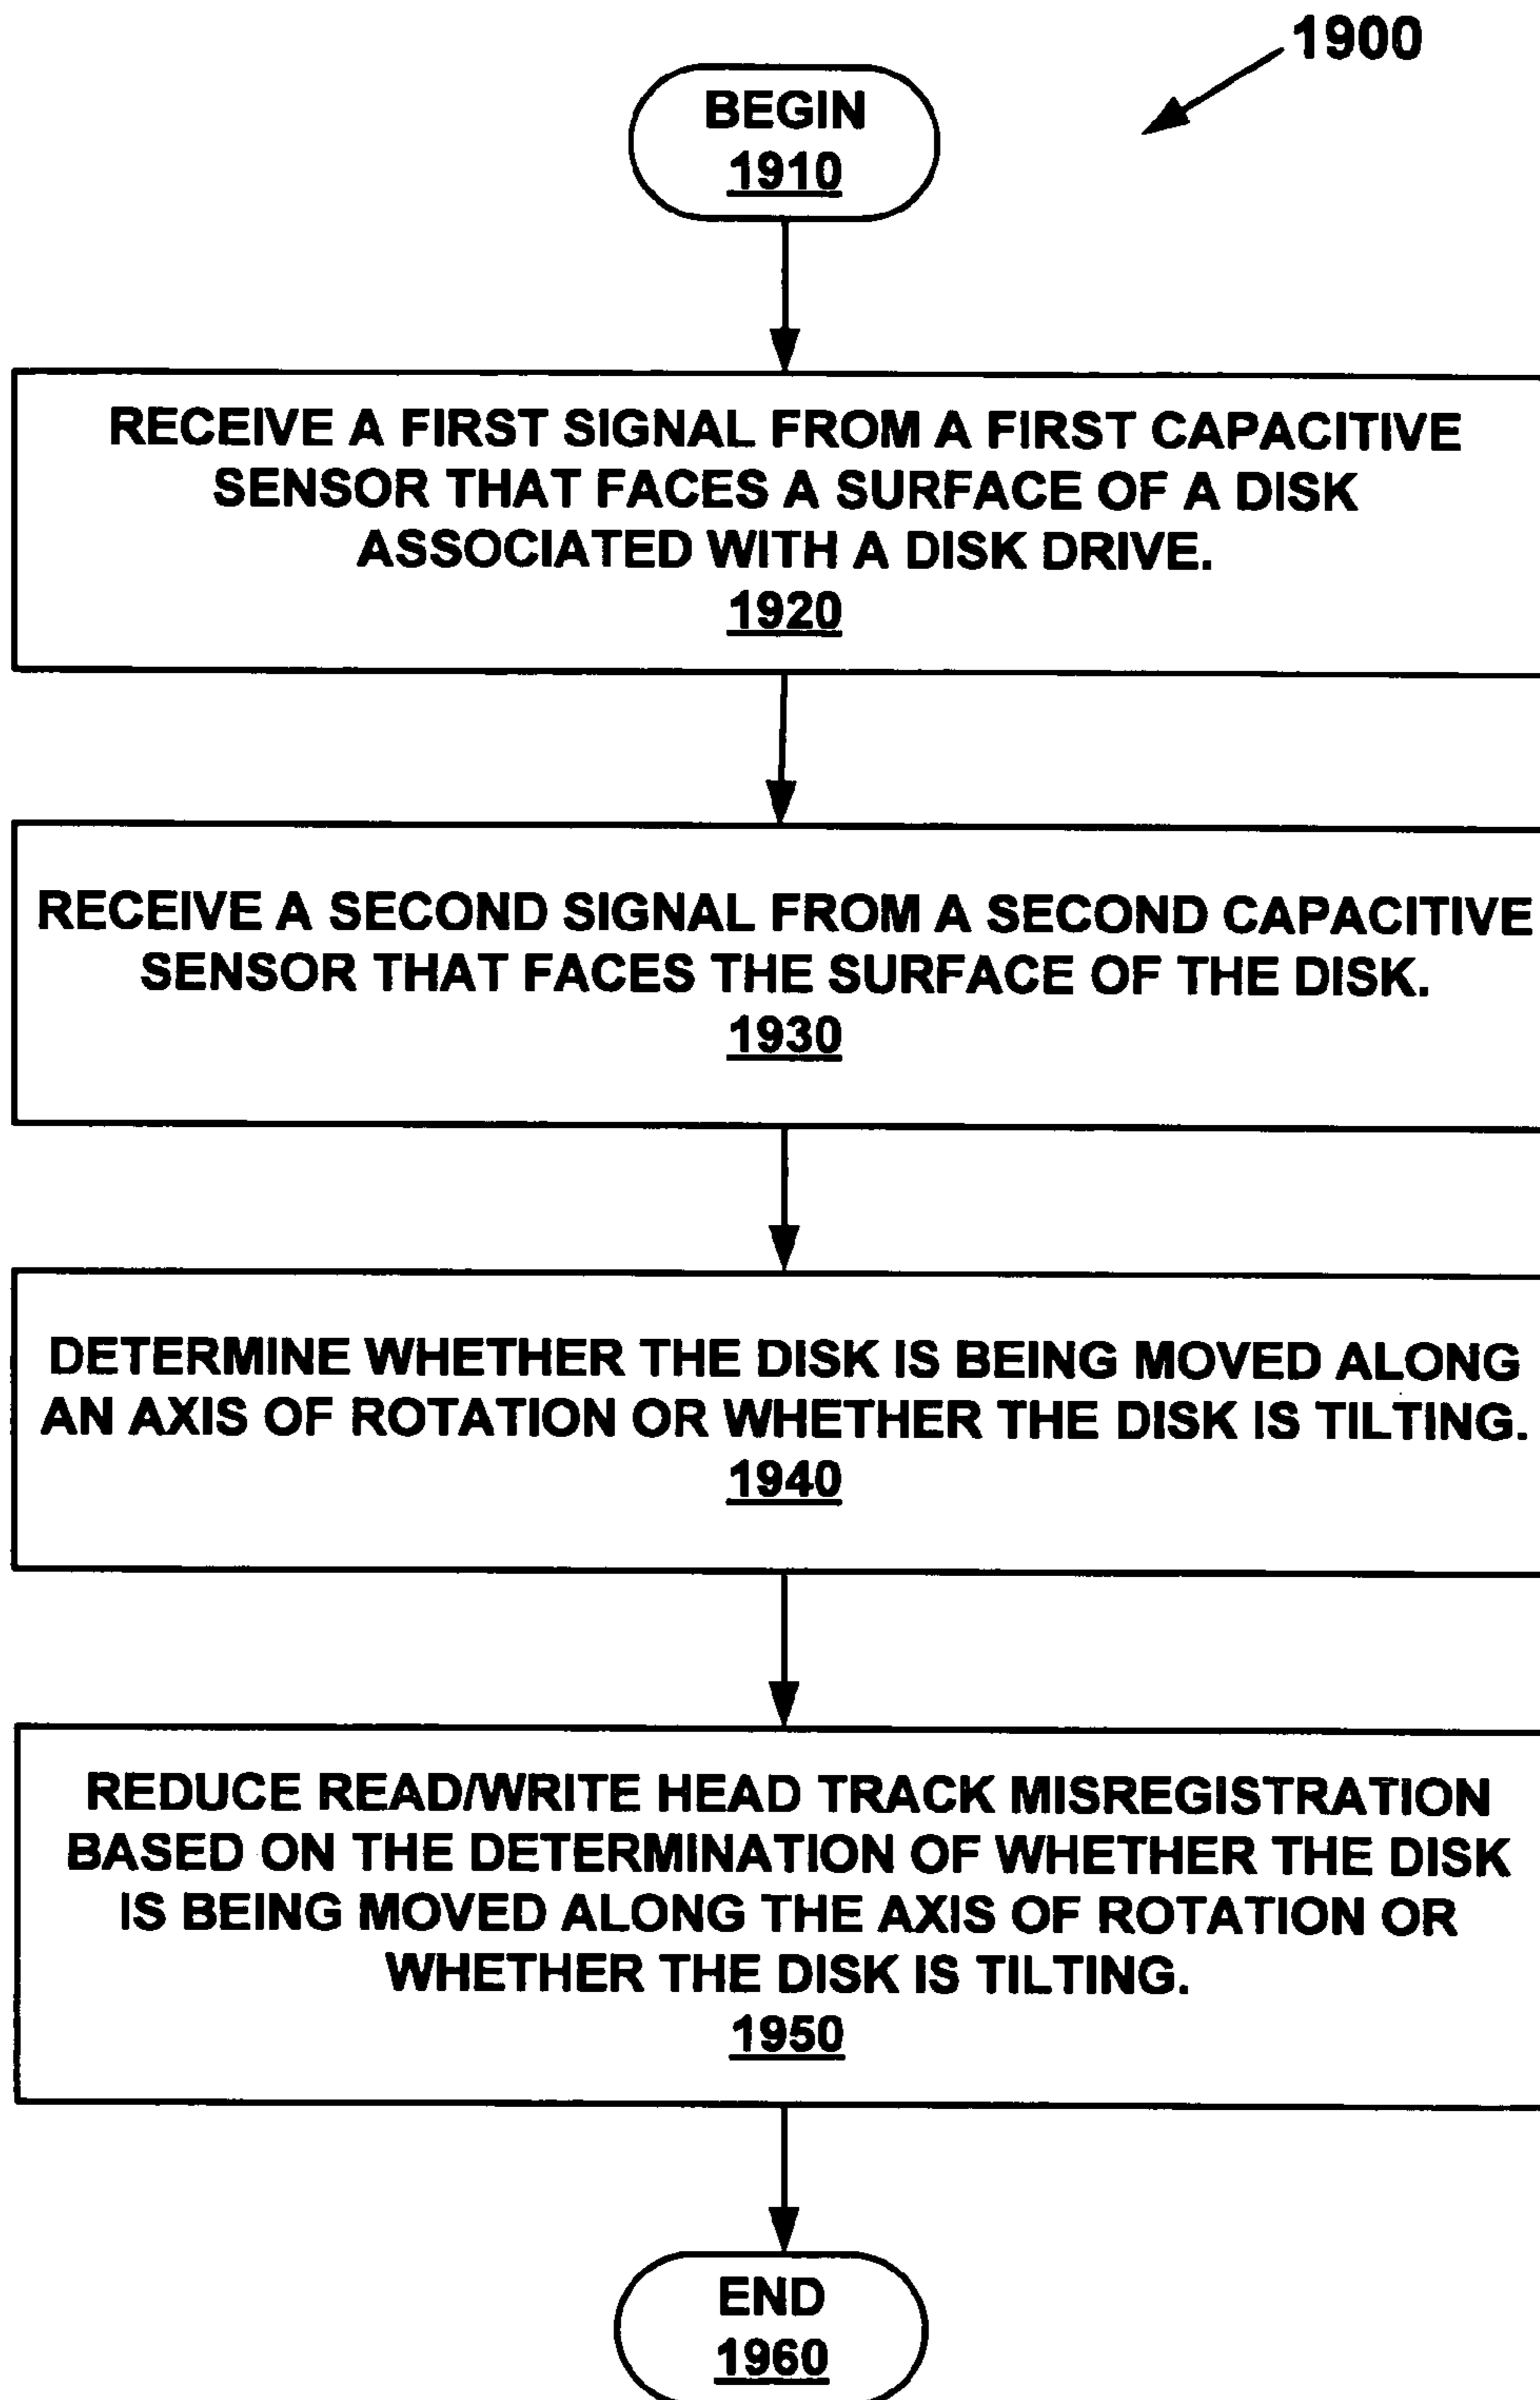 1900
BEGIN
1910
RECEIVE A FIRST SIGNAL FROM A FIRST CAPACITIVE
SENSOR THAT FACES A SURFACE OF A DISK
ASSOCIATED WITH A DISK DRIVE.
1920
RECEIVE A SECOND SIGNAL FROM A SECOND CAPACITIVE
SENSOR THAT FACES THE SURFACE OF THE DISK.
1930
DETERMINE WHETHER THE DISK IS BEING MOVED ALONG
AN AXIS OF ROTATION OR WHETHER THE DISK IS TILTING.
1940
REDUCE READ/WRITE HEAD TRACK MISREGISTRATION
BASED ON THE DETERMINATION OF WHETHER THE DISK
IS BEING MOVED ALONG THE AXIS OF ROTATION OR
WHETHER THE DISK IS TILTING.
1950
END
1960